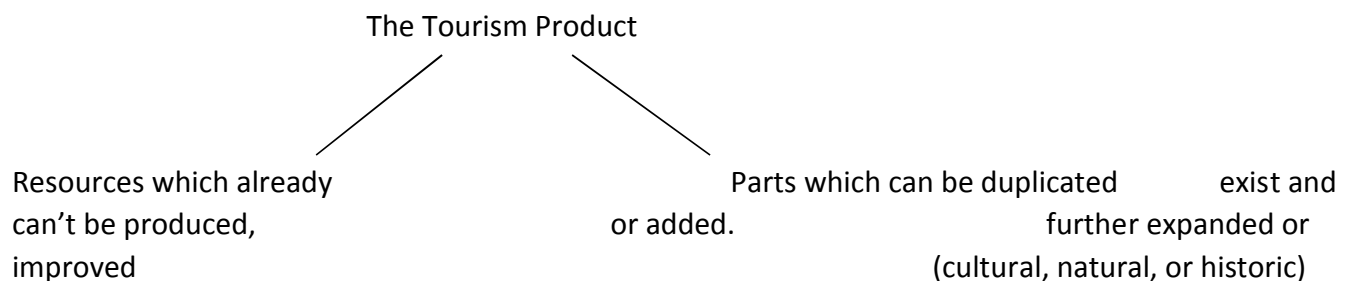 The Tourism Product
Resources which already Parts which can be duplicated exist and
can’t be produced, or added. further expanded or
improved (cultural, natural, or historic)